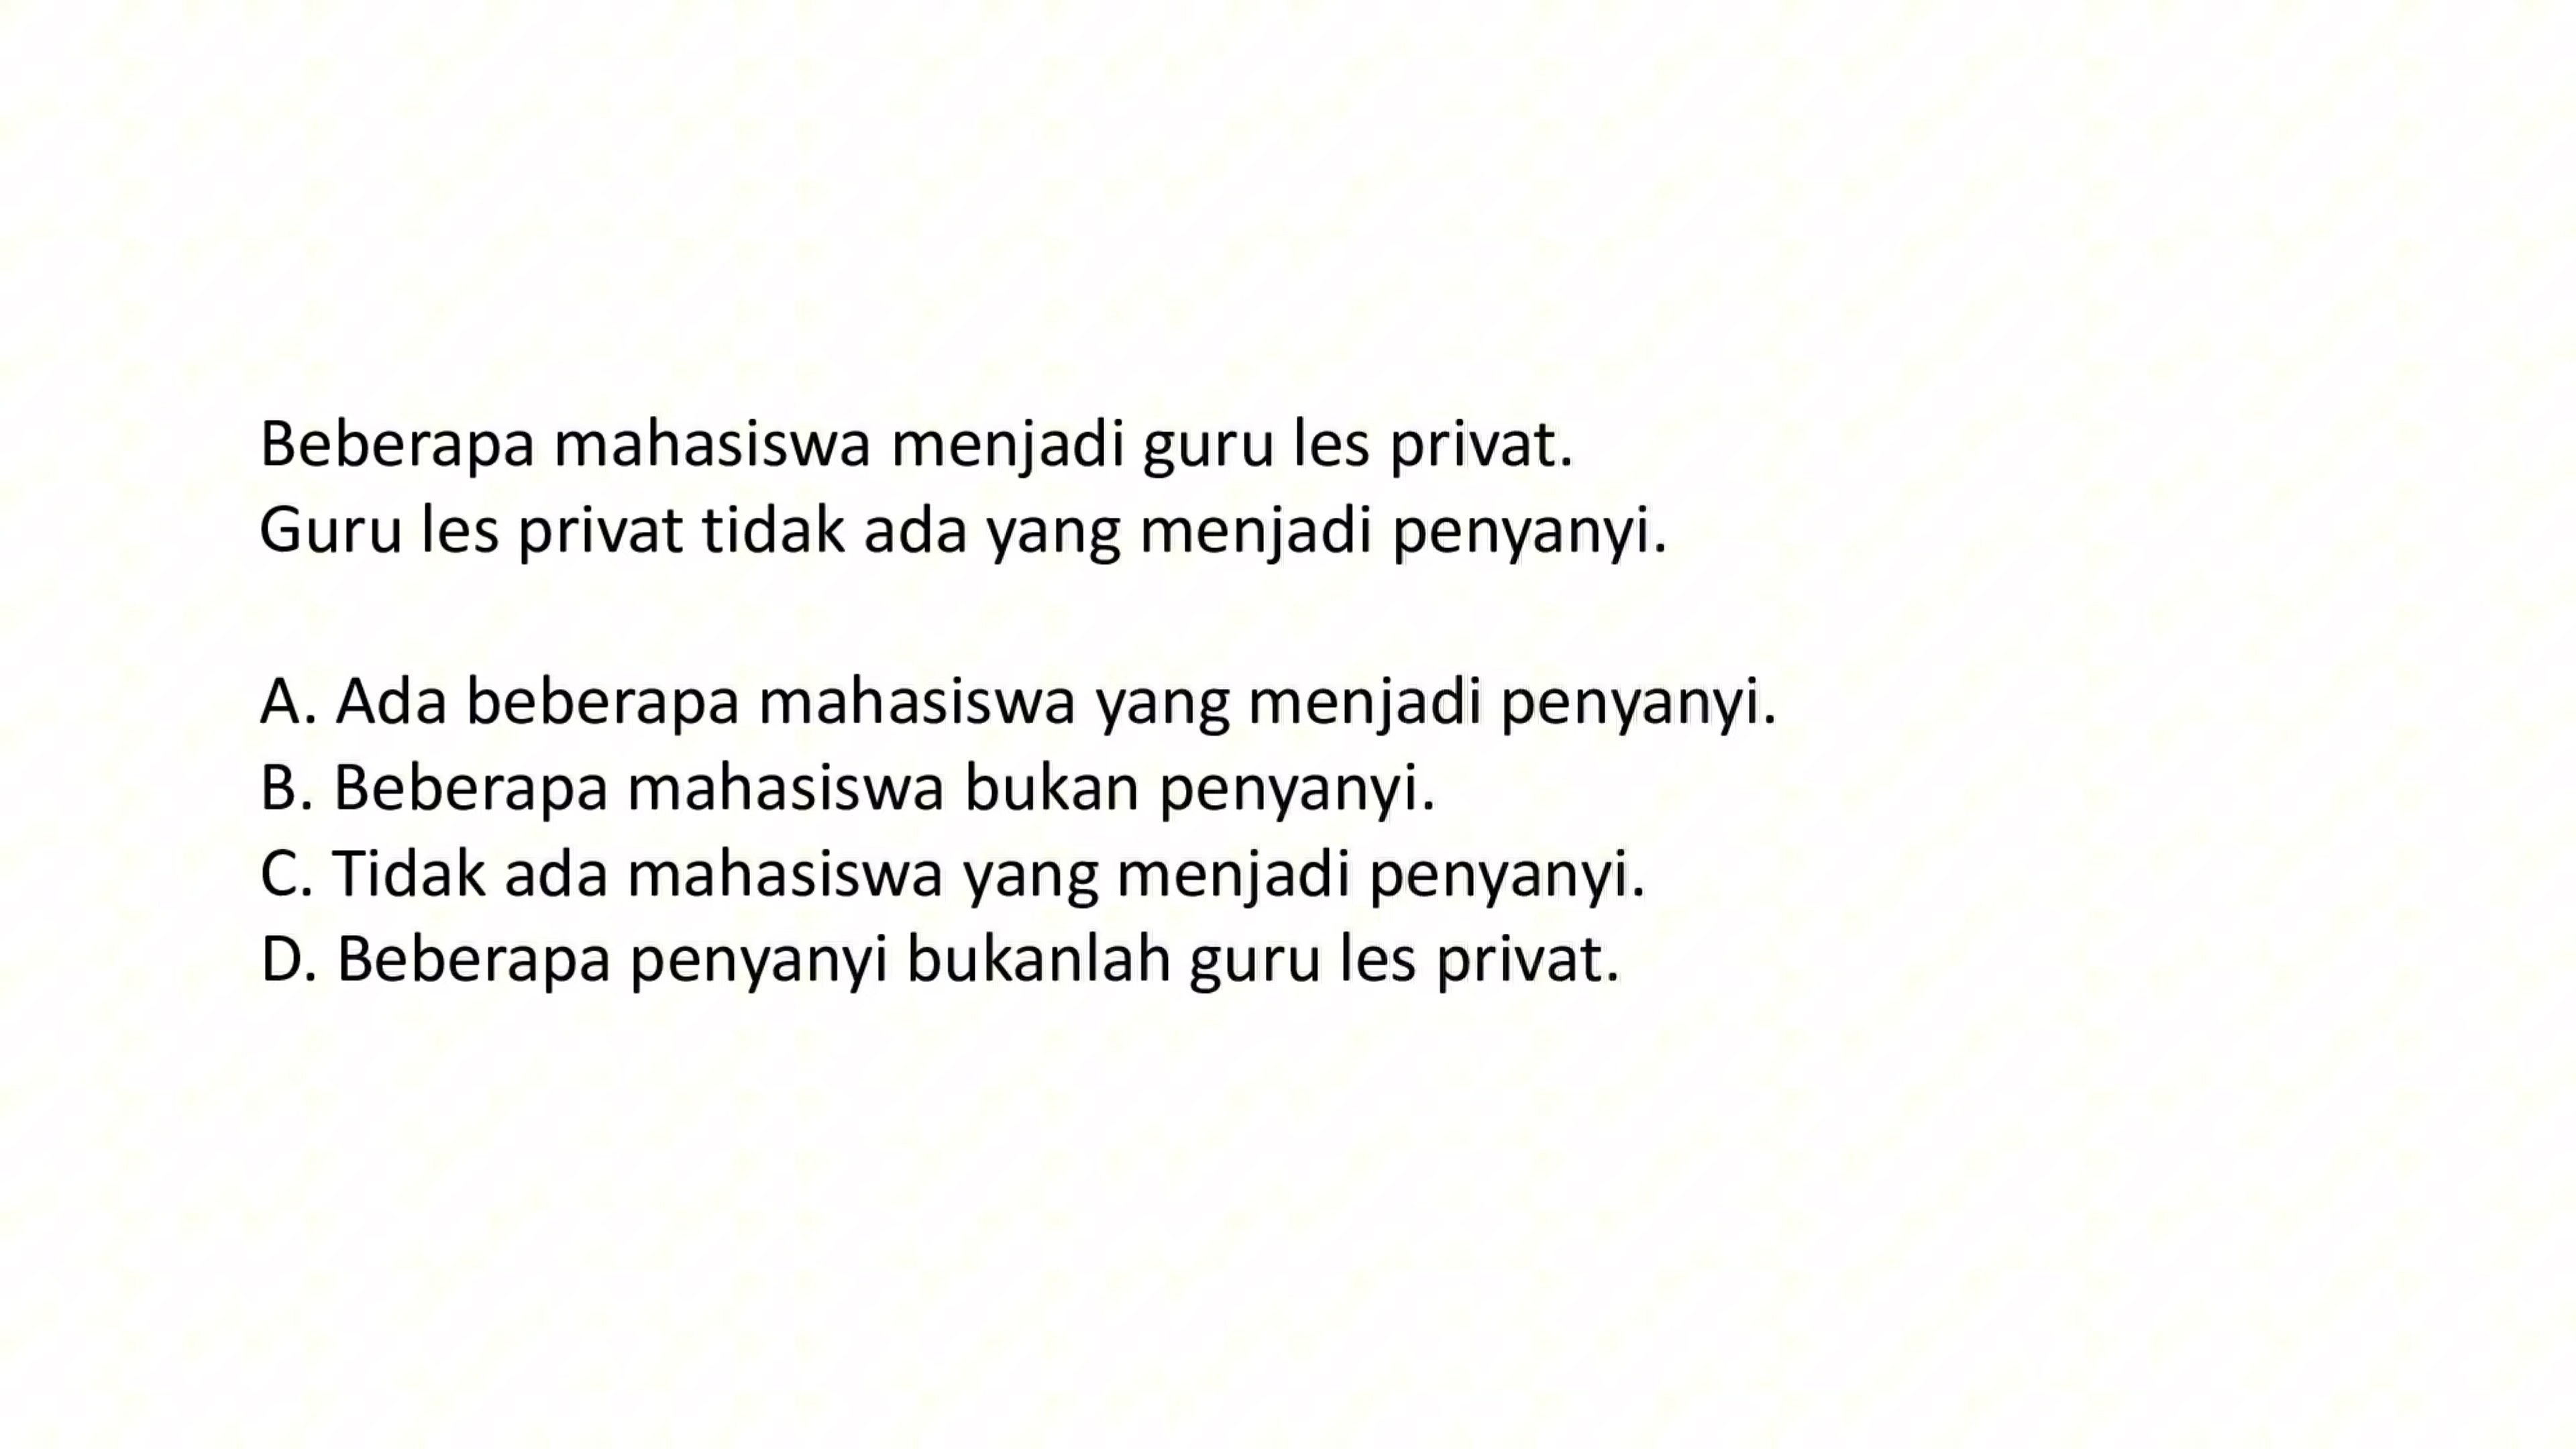 Beberapa mahasiswa menjadi guru les privat.
Guru les privat tidak ada yang menjadi penyanyi.
A. Ada beberapa mahasiswa yang menjadi penyanyi.
B. Beberapa mahasiswa bukan penyanyi.
C. Tidak ada mahasiswa yang menjadi penyanyi.
D. Beberapa penyanyi bukanlah guru les privat.